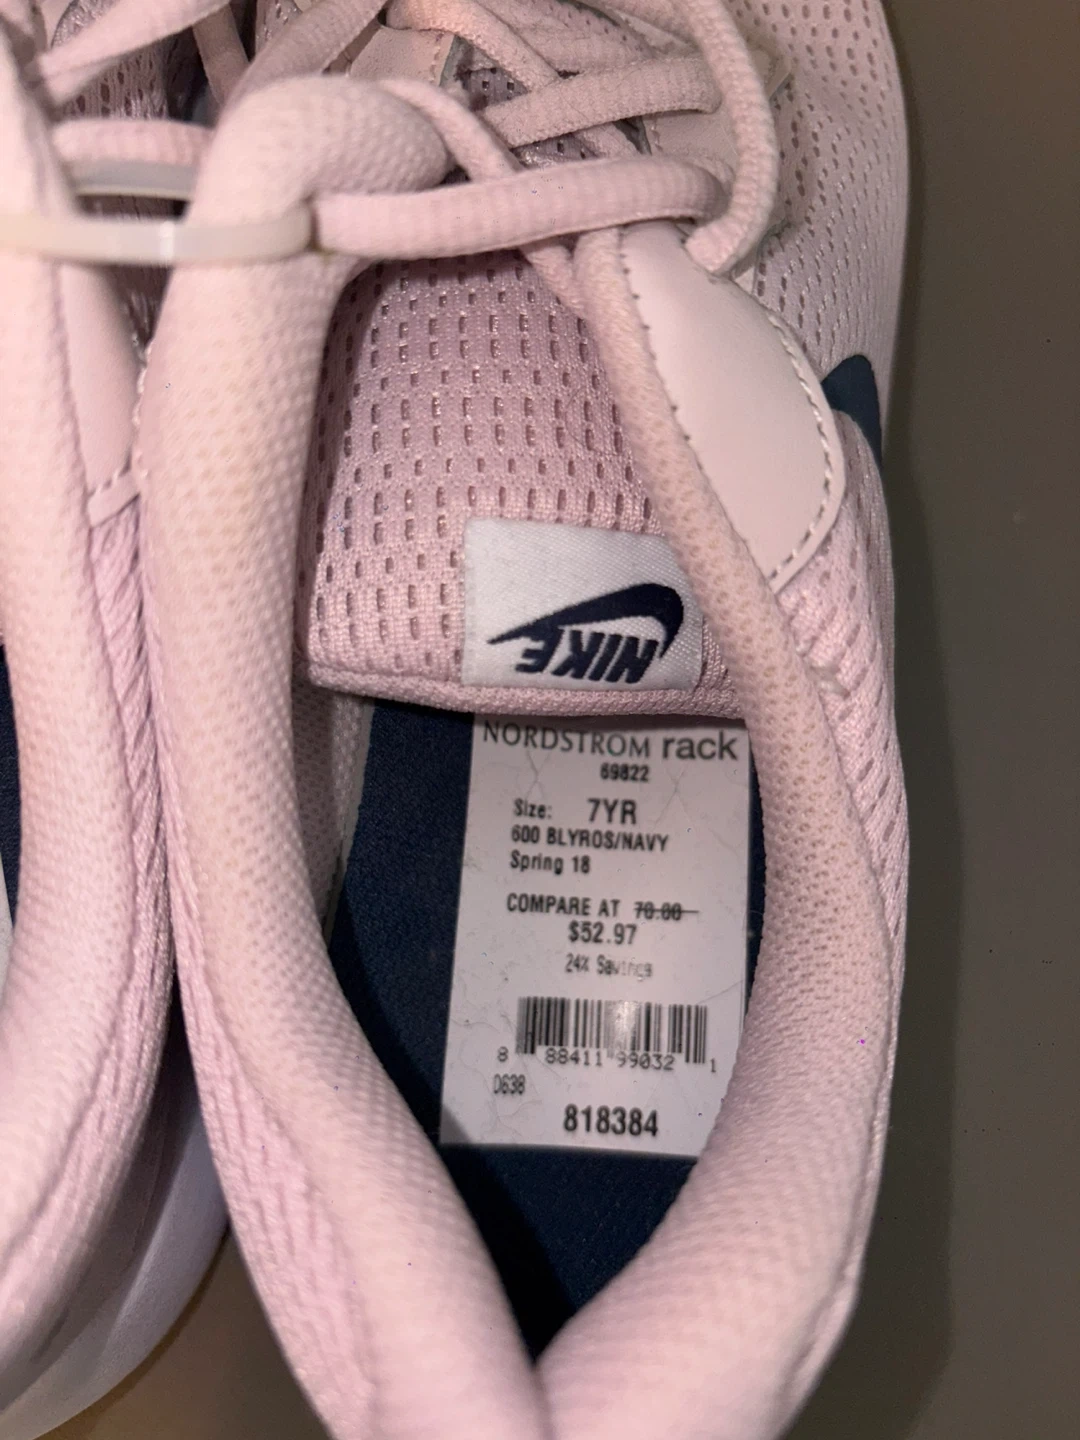 NIKE
NORDSTROM rack
69822
Size: 7YR
600 BLYROS/NAVY
Spring 18
COMPARE AT 70.00
$52.97
24% Savings
8 88411 99032 1
D638
818384